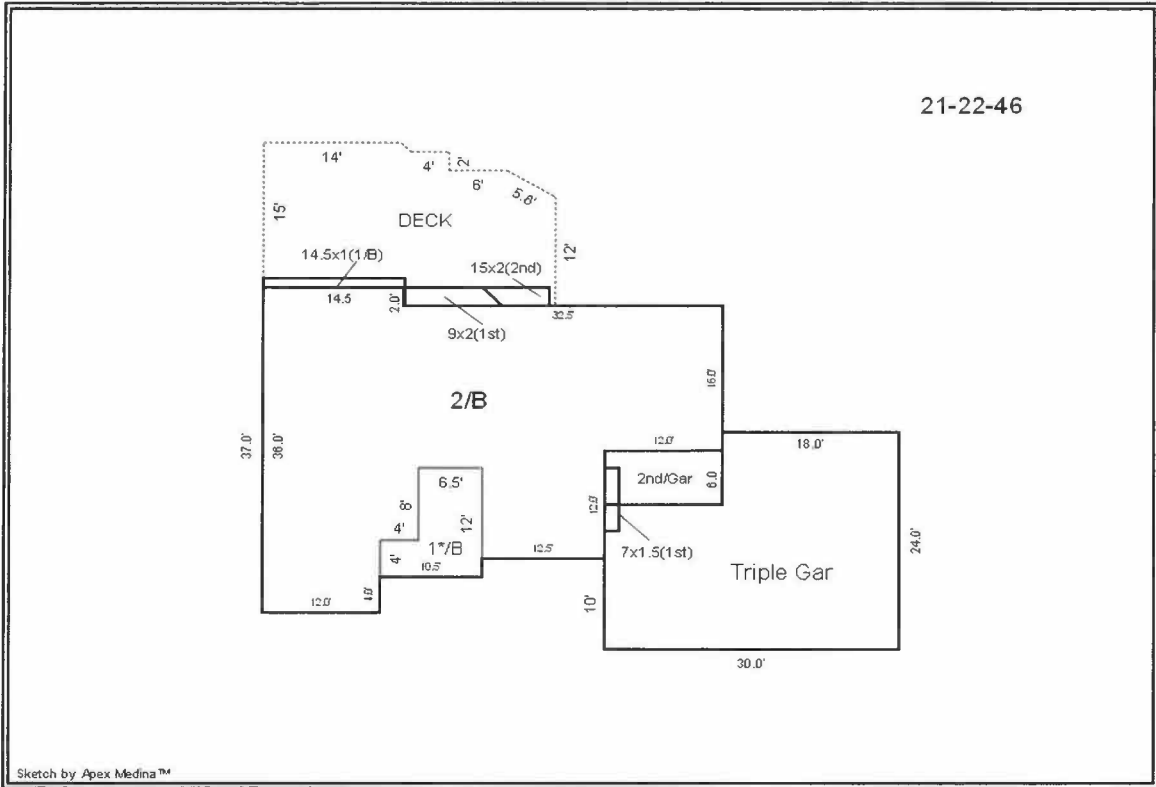 21-22-46
14'
4'
2'
6'
5.8'
15'
DECK
12'
14.5x1(1/B)
15x2(2nd)
14.5
2.0'
9x2(1st)
32.5'
2/B
16.0'
37.0'
36.0'
12.0'
18.0'
2nd/Gar
6.0
6.5'
8'
12'
12.0'
4'
1*/B
4'
10.5'
12.5'
7x1.5(1st)
24.0'
Triple Gar
12.0'
10'
30.0'
Sketch by Apex Medina™